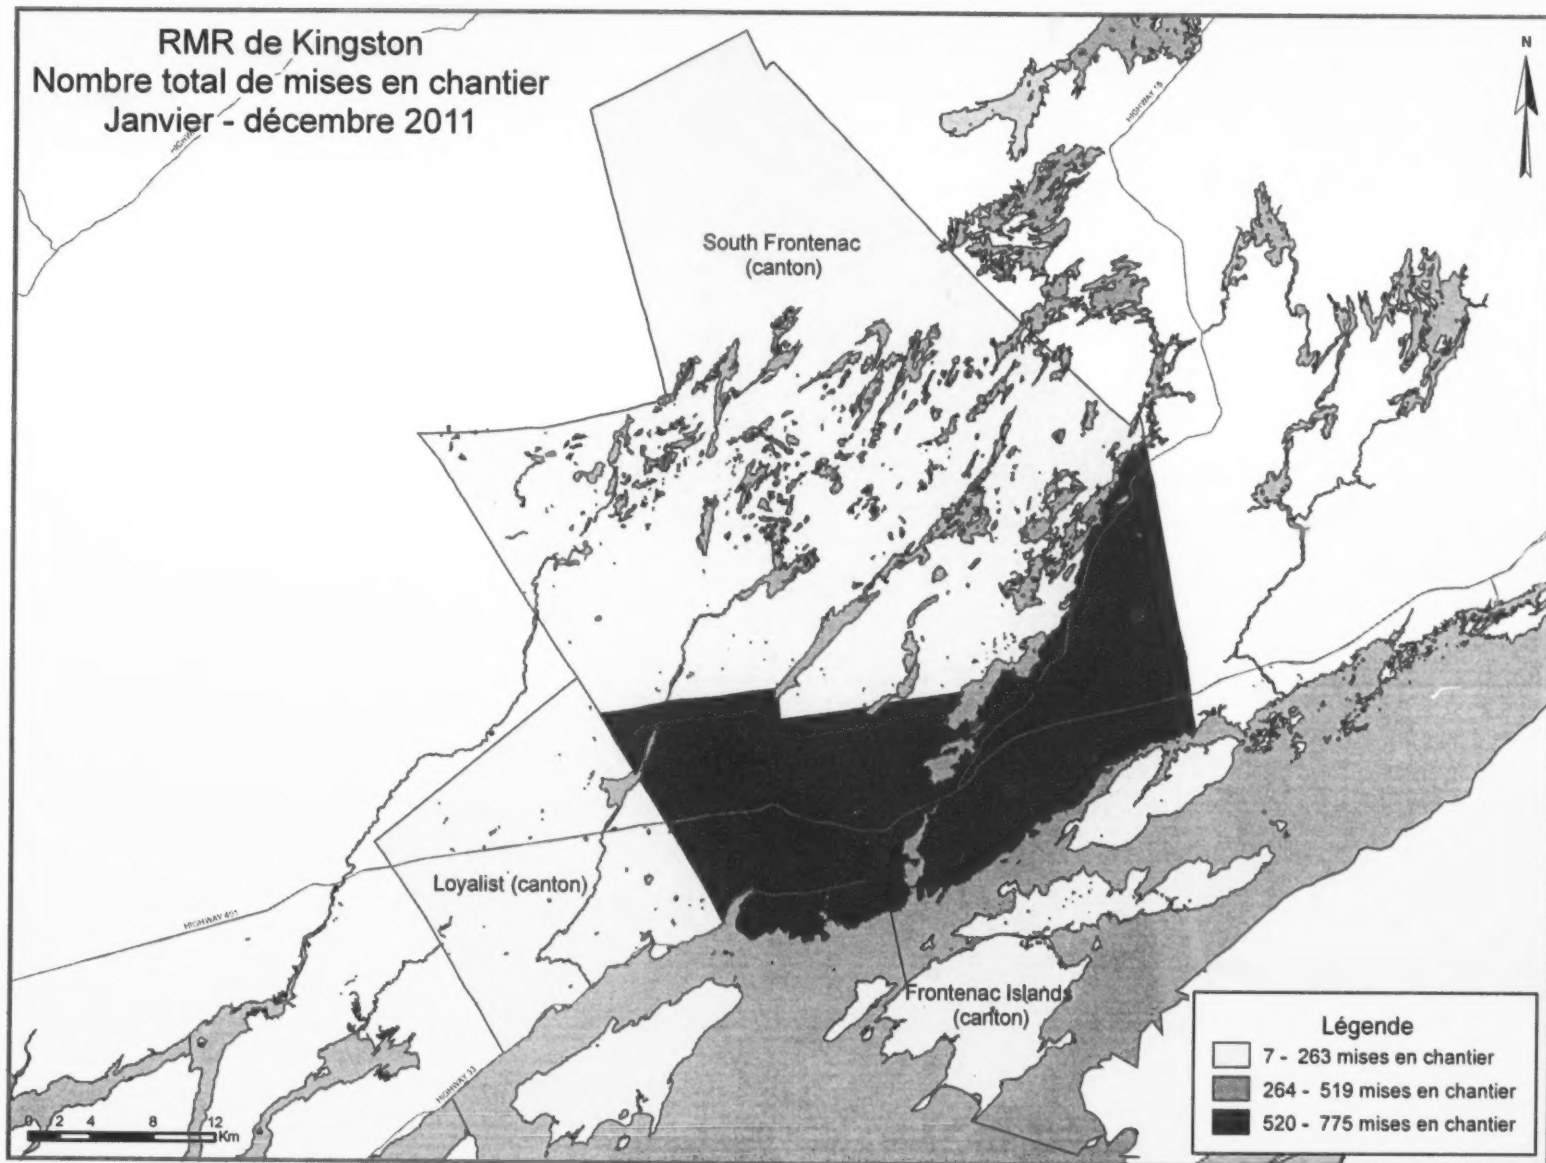 RMR de Kingston
Nombre total de mises en chantier
Janvier - décembre 2011
N
HIGHWAY 15
South Frontenac
(canton)
Loyalist (canton)
HIGHWAY 401
Frontenac Islands
(canton)
HIGHWAY 33
Légende
7 - 263 mises en chantier
264 - 519 mises en chantier
520 - 775 mises en chantier
0 2 4 8 12
Km